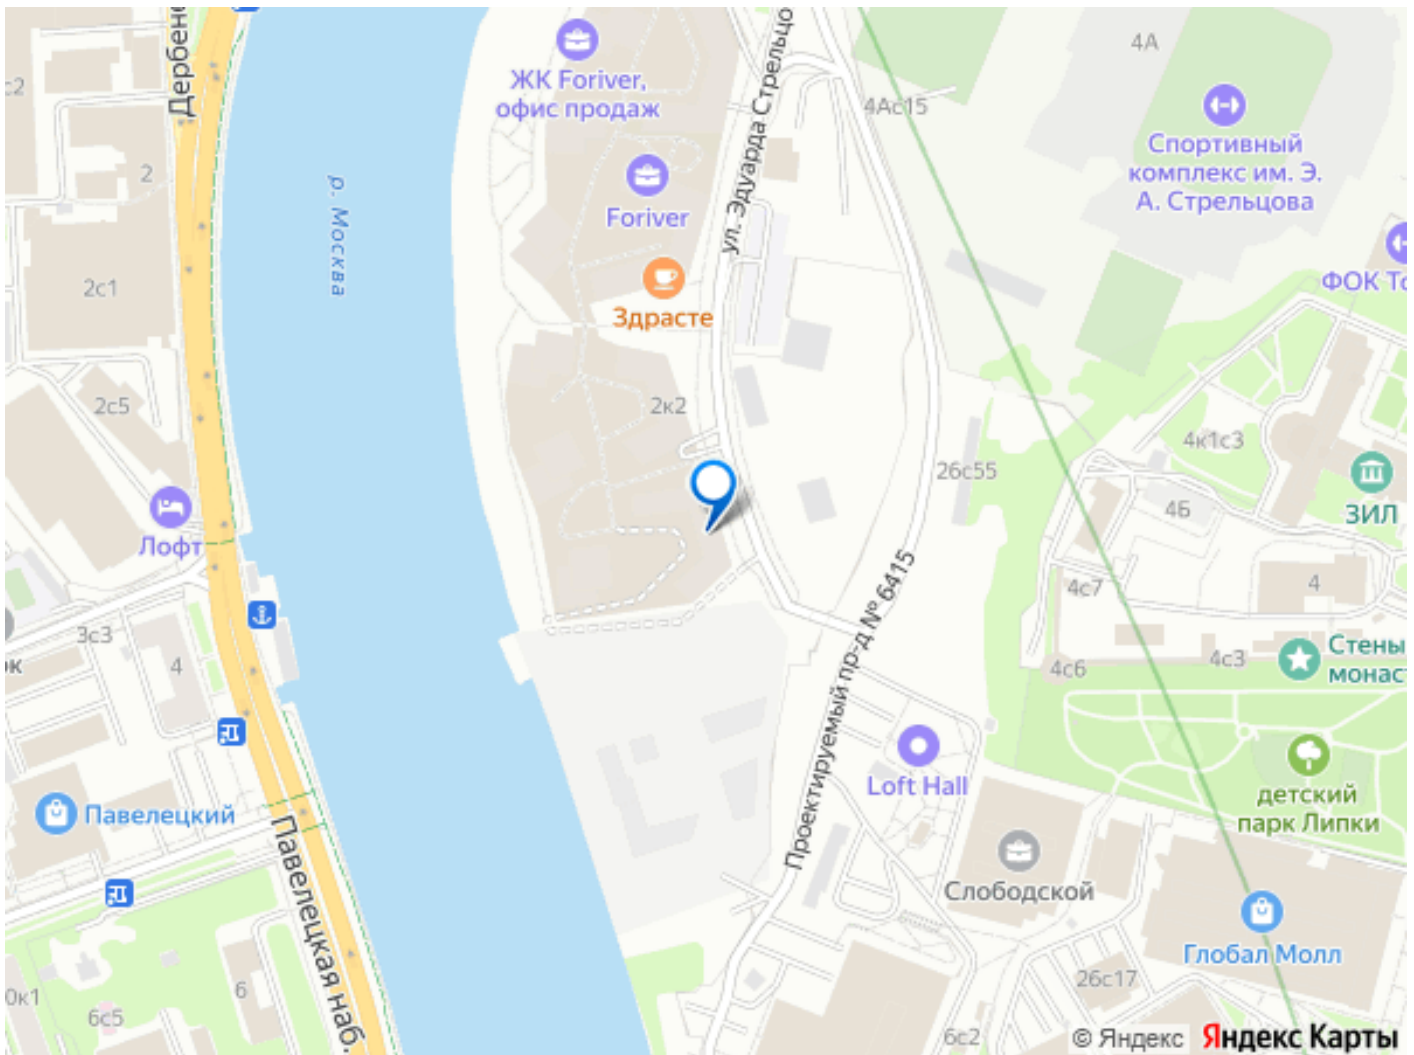 Дербене
с2
2
2с1
2с5
р. Москва
ЖК Foriver,
офис продаж
Foriver
Здрасте
2к2
ул. Эдуарда Стрельцо
4А
4Ас15
Спортивный
комплекс им. Э.
А. Стрельцова
ФОК То
4к1с3
26с55
4Б
ЗИЛ
Лофт
4с7
4
3с3
ок
4
4с6
4с3
Стены
монаст
Проектируемый пр-д № 6415
Loft Hall
детский
парк Липки
Павелецкий
Павелецкая наб.
Слободской
Глобал Молл
0к1
6с5
6
26с17
6с2
© Яндекс
Яндекс Карты